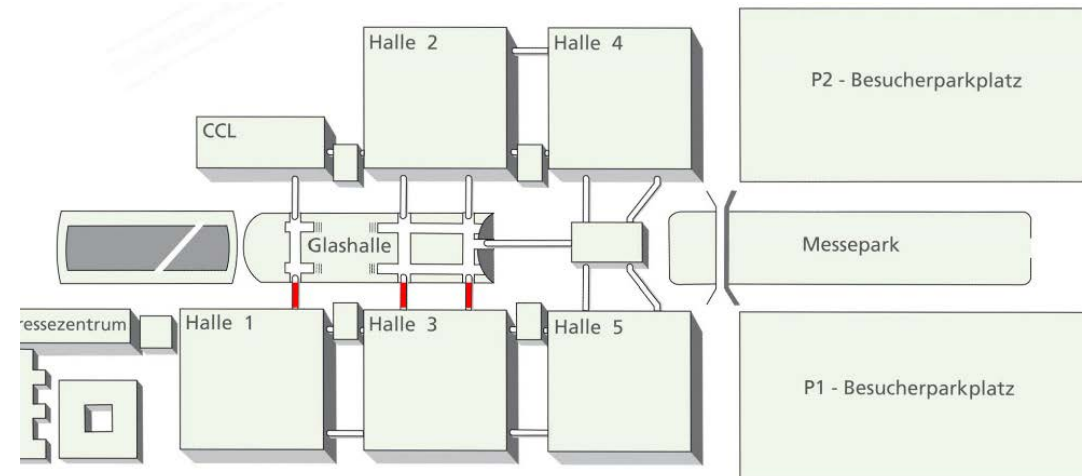 Halle 2
Halle 4
P2 - Besucherparkplatz
CCL
Glashalle
Messepark
ressezentrum
Halle 1
Halle 3
Halle 5
P1 - Besucherparkplatz